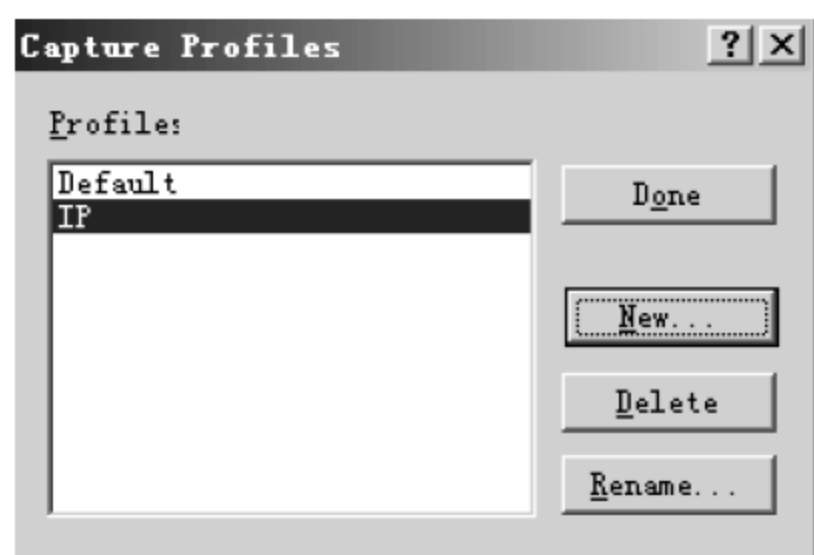 Capture Profiles
Profiles
Default
IP
Done
New...
Delete
Rename...